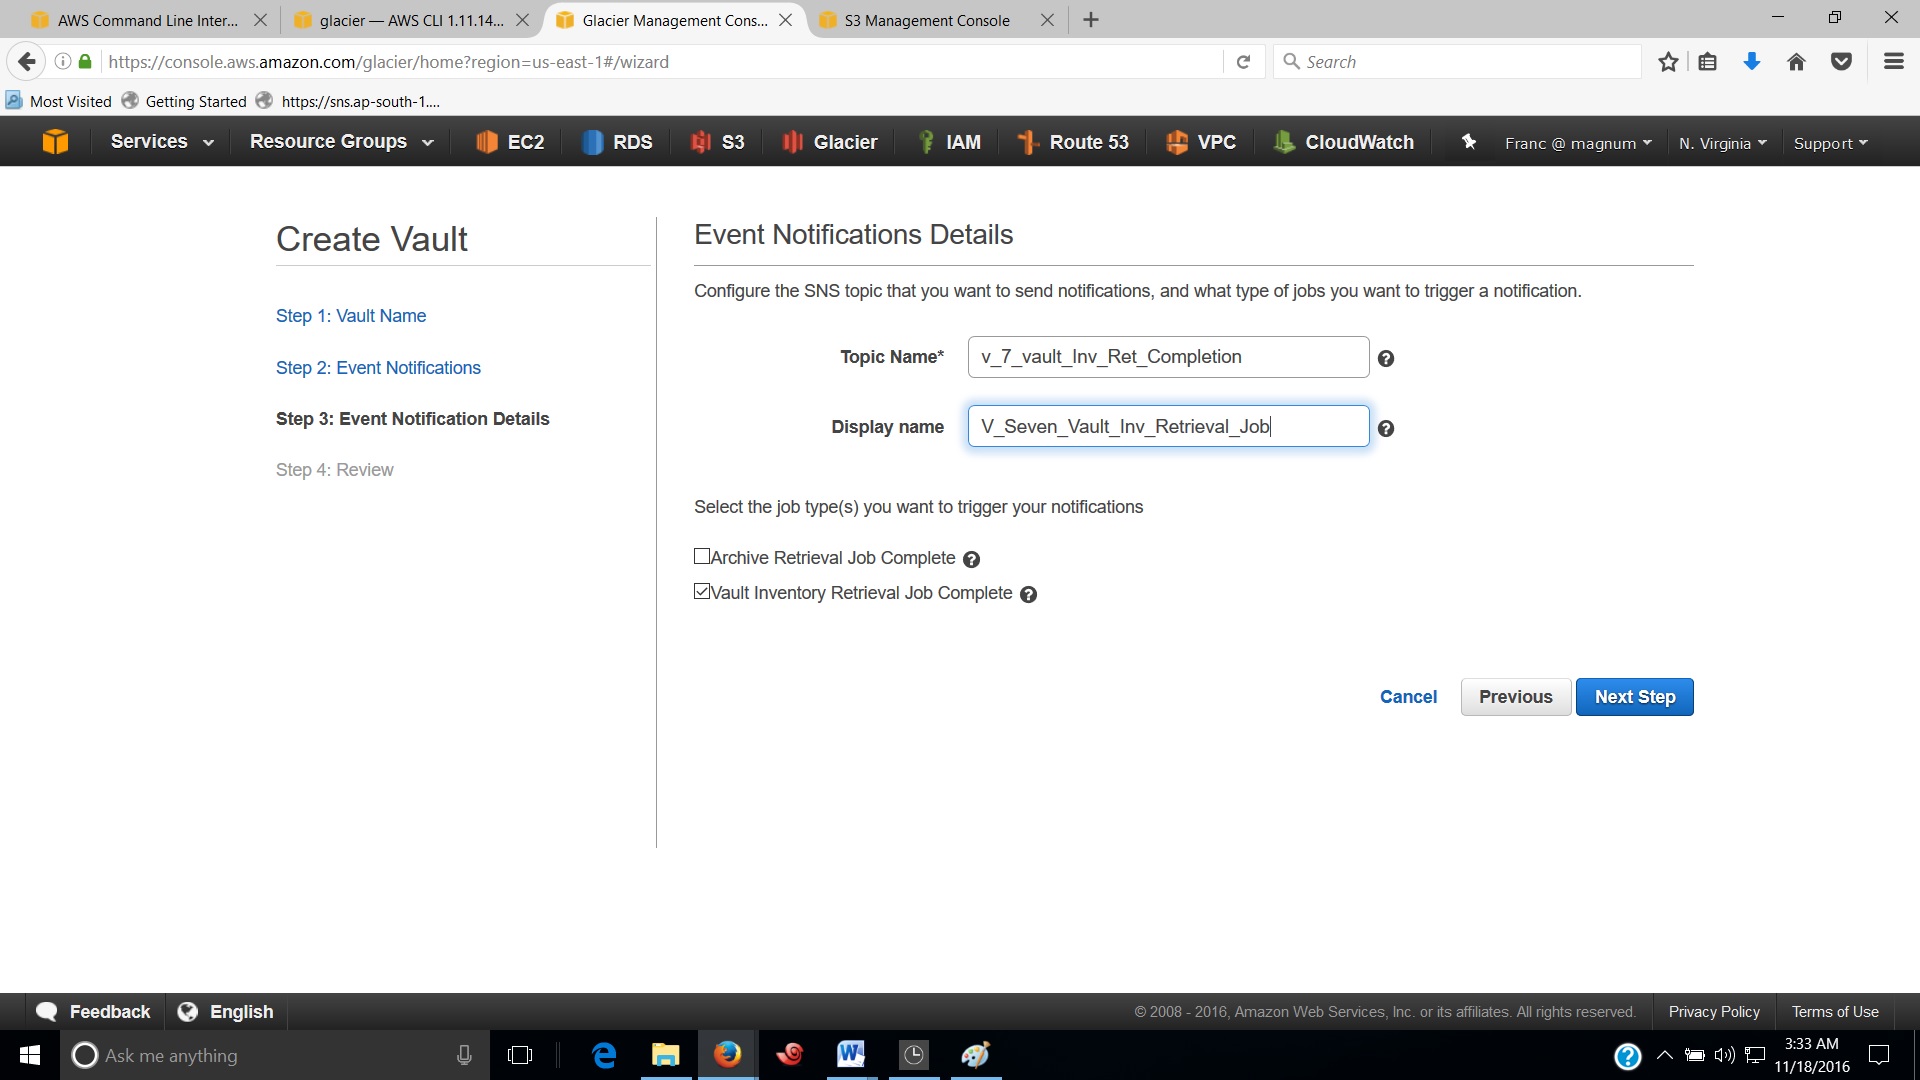 AWS Command Line Inter...
glacier — AWS CLI 1.11.14...
Glacier Management Cons...
S3 Management Console
https://console.aws.amazon.com/glacier/home?region=us-east-1#/wizard
Search
Most Visited
Getting Started
https://sns.ap-south-1....
Services
Resource Groups
EC2
RDS
S3
Glacier
IAM
Route 53
VPC
CloudWatch
Franc @ magnum
N. Virginia
Support
Create Vault
Step 1: Vault Name
Step 2: Event Notifications
Step 3: Event Notification Details
Step 4: Review
Event Notifications Details
Configure the SNS topic that you want to send notifications, and what type of jobs you want to trigger a notification.
Topic Name* v_7_vault_Inv_Ret_Completion
Display name V_Seven_Vault_Inv_Retrieval_Job
Select the job type(s) you want to trigger your notifications
Archive Retrieval Job Complete
Vault Inventory Retrieval Job Complete
Cancel
Previous
Next Step
Feedback
English
© 2008 - 2016, Amazon Web Services, Inc. or its affiliates. All rights reserved.
Privacy Policy
Terms of Use
Ask me anything
3:33 AM
11/18/2016